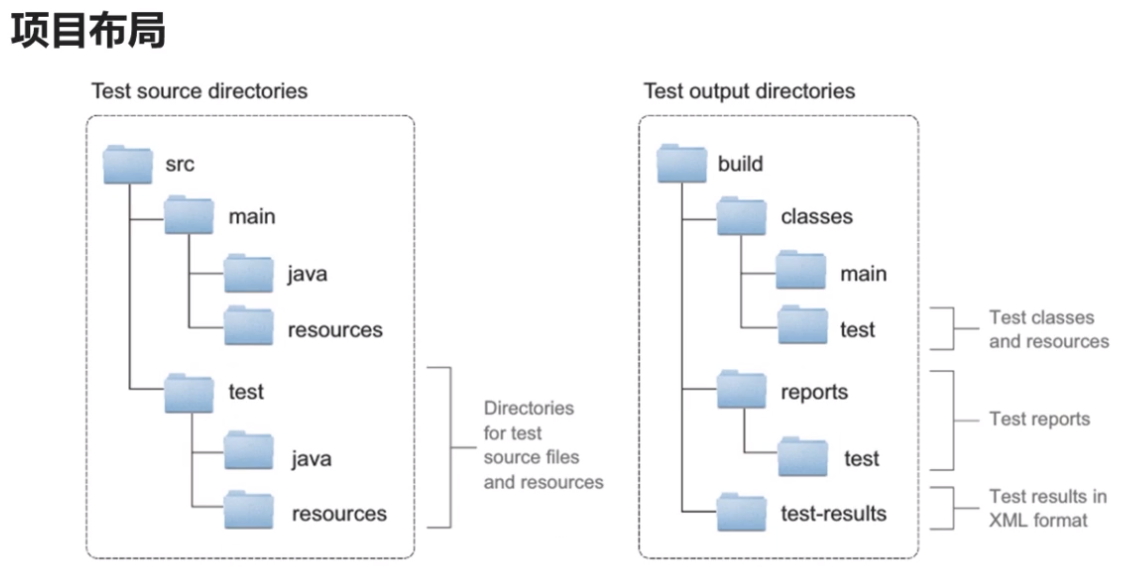 项目布局
Test source directories
src
main
java
resources
test
java
resources
Directories
for test
source files
and resources
Test output directories
build
classes
main
test
Test classes
and resources
reports
Test reports
test
test-results
Test results in
XML format